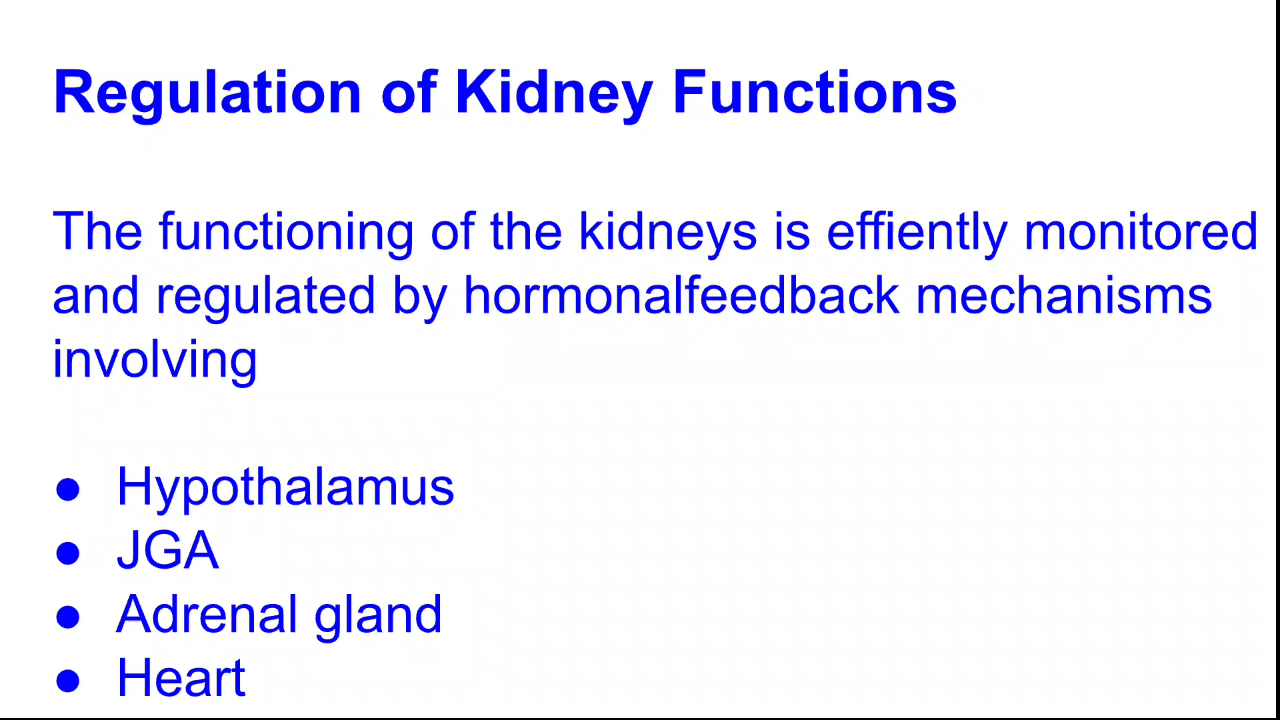 Regulation of Kidney Functions
The functioning of the kidneys is effiently monitored
and regulated by hormonalfeedback mechanisms
involving
● Hypothalamus
● JGA
● Adrenal gland
● Heart